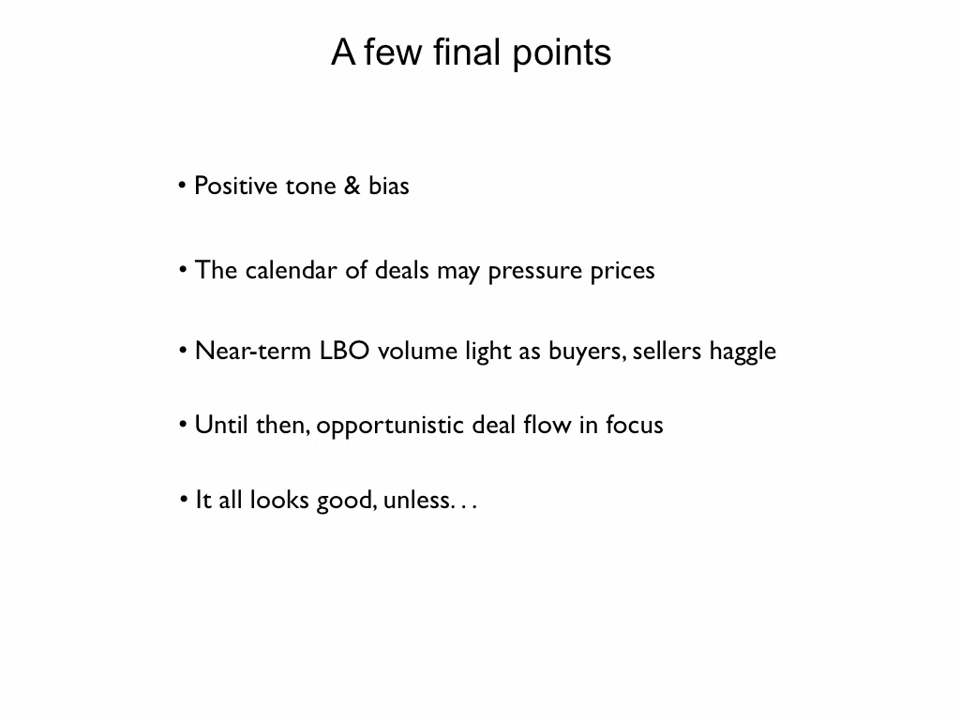 A few final points
• Positive tone & bias
• The calendar of deals may pressure prices
• Near-term LBO volume light as buyers, sellers haggle
• Until then, opportunistic deal flow in focus
• It all looks good, unless. . .